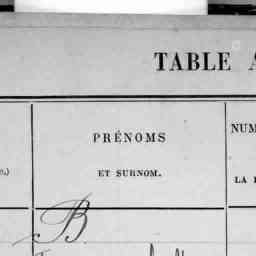 TABLE A
PRÉNOMS
ET SURNOM.
NUM
LA
B